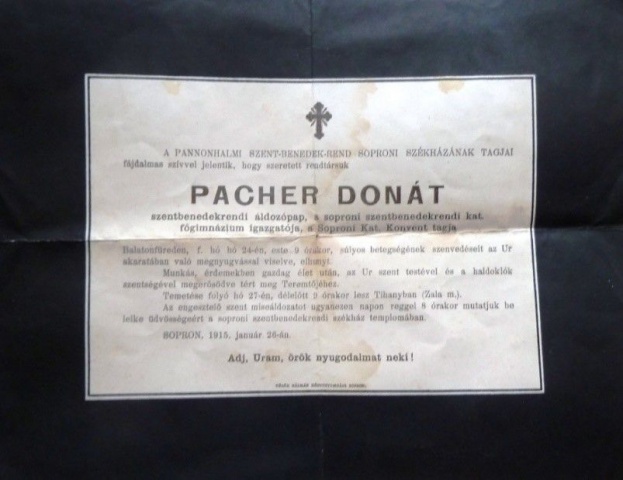 A PANNONHALMI SZENT-BENEDEK-REND SOPRONI SZÉKHÁZÁNAK TAGJAI
fájdalmas szívvel jelentik, hogy szeretett rendtársuk
PACHER DONÁT
szentbenedekrendi áldozópap, a soproni szentbenedekrendi kat.
főgimnázium igazgatója, a Soproni Kat. Konvent tagja
Balatonfüreden, f. hó hó 24-én, este 9 órakor, súlyos betegségének szenvedéseit az Ur
akaratában való megnyugvással viselve, elhunyt.
Munkás, érdemekben gazdag élet után, az Ur szent testével és a haldoklók
szentségével megerősödve tért meg Teremtőjéhez.
Temetése folyó hó 27-én, délelőtt 9 órakor lesz Tihanyban (Zala m.).
Az engesztelő szent miseáldozatot ugyanezen napon reggel 8 órakor mutatjuk be
lelke üdvösségeért a soproni szentbenedekrendi székház templomában.
SOPRON, 1915. január 26-án.
Adj, Uram, örök nyugodalmat neki!